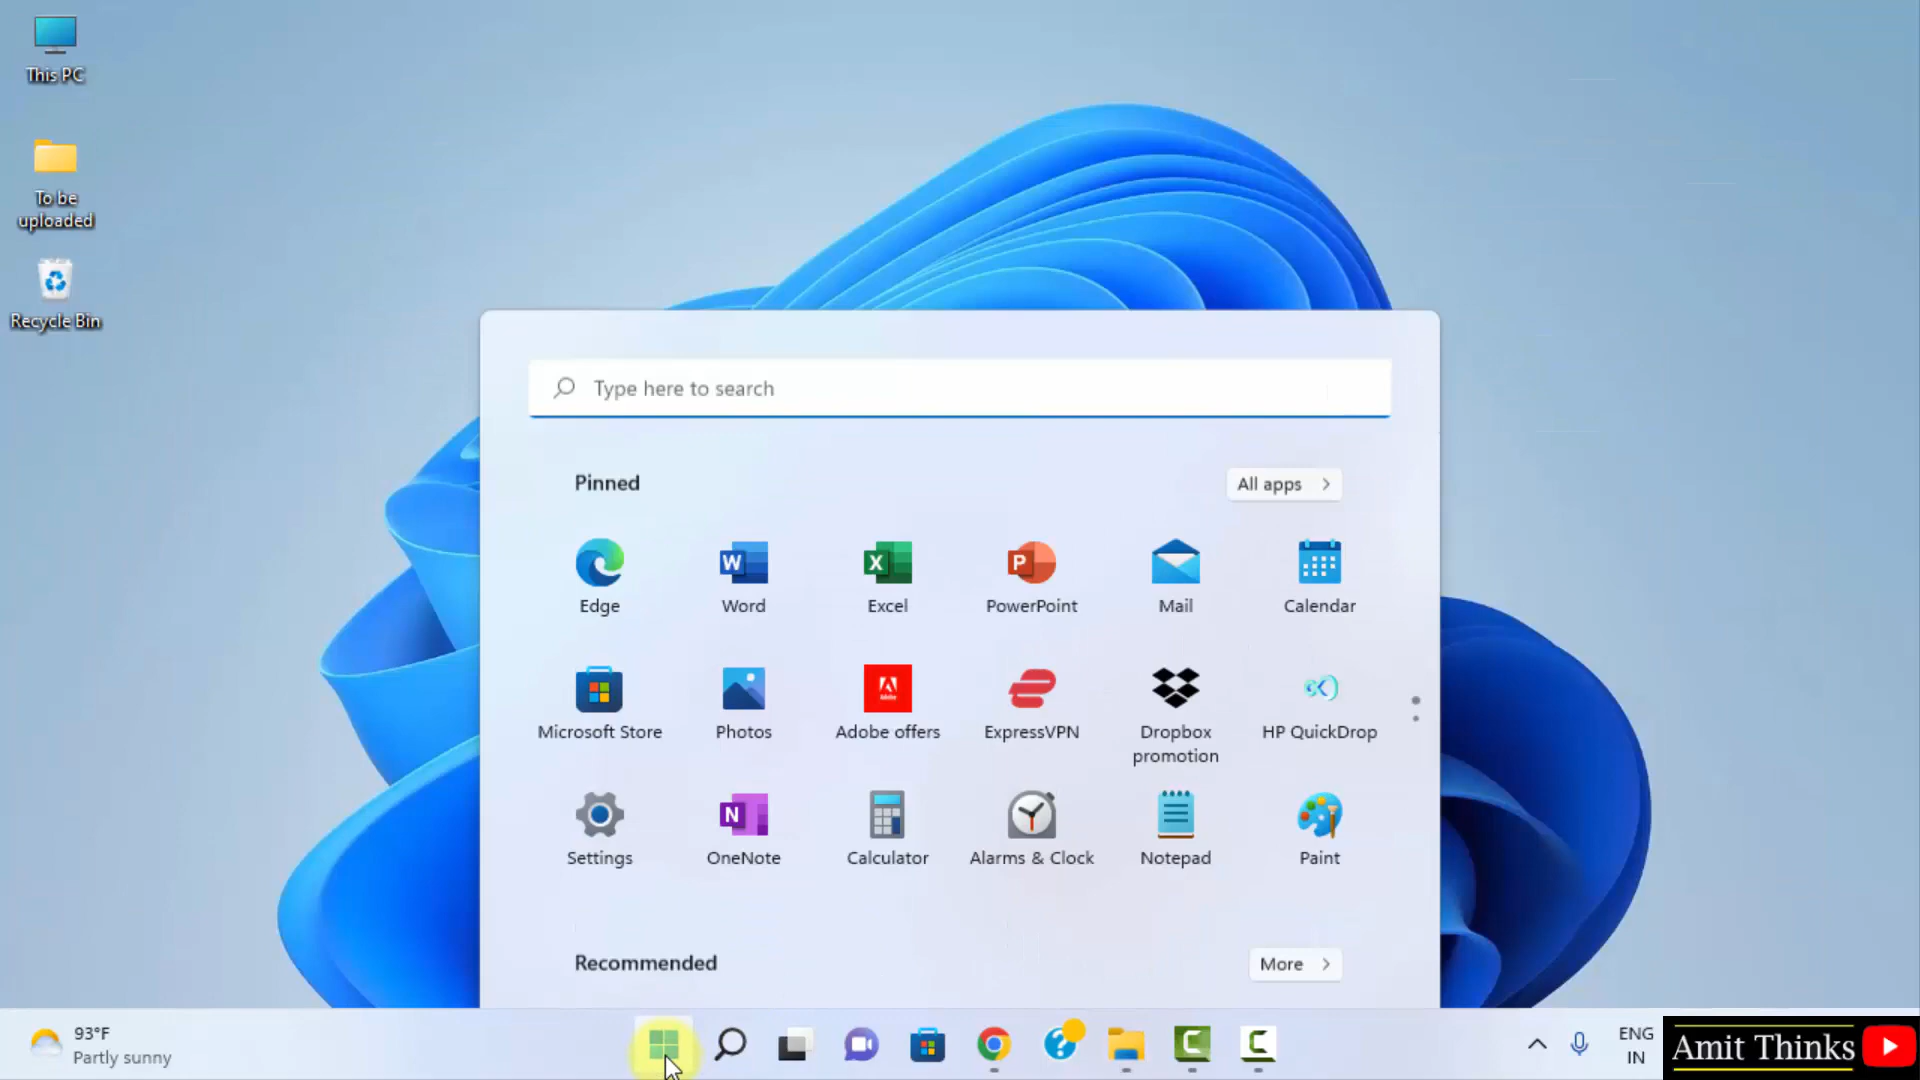 This PC
To be
uploaded
Recycle Bin
Type here to search
Pinned
All apps
Edge
Word
Excel
PowerPoint
Mail
Calendar
Microsoft Store
Photos
Adobe offers
ExpressVPN
Dropbox
promotion
HP QuickDrop
Settings
OneNote
Calculator
Alarms & Clock
Notepad
Paint
Recommended
More
93°F
Partly sunny
ENG
IN
Amit Thinks